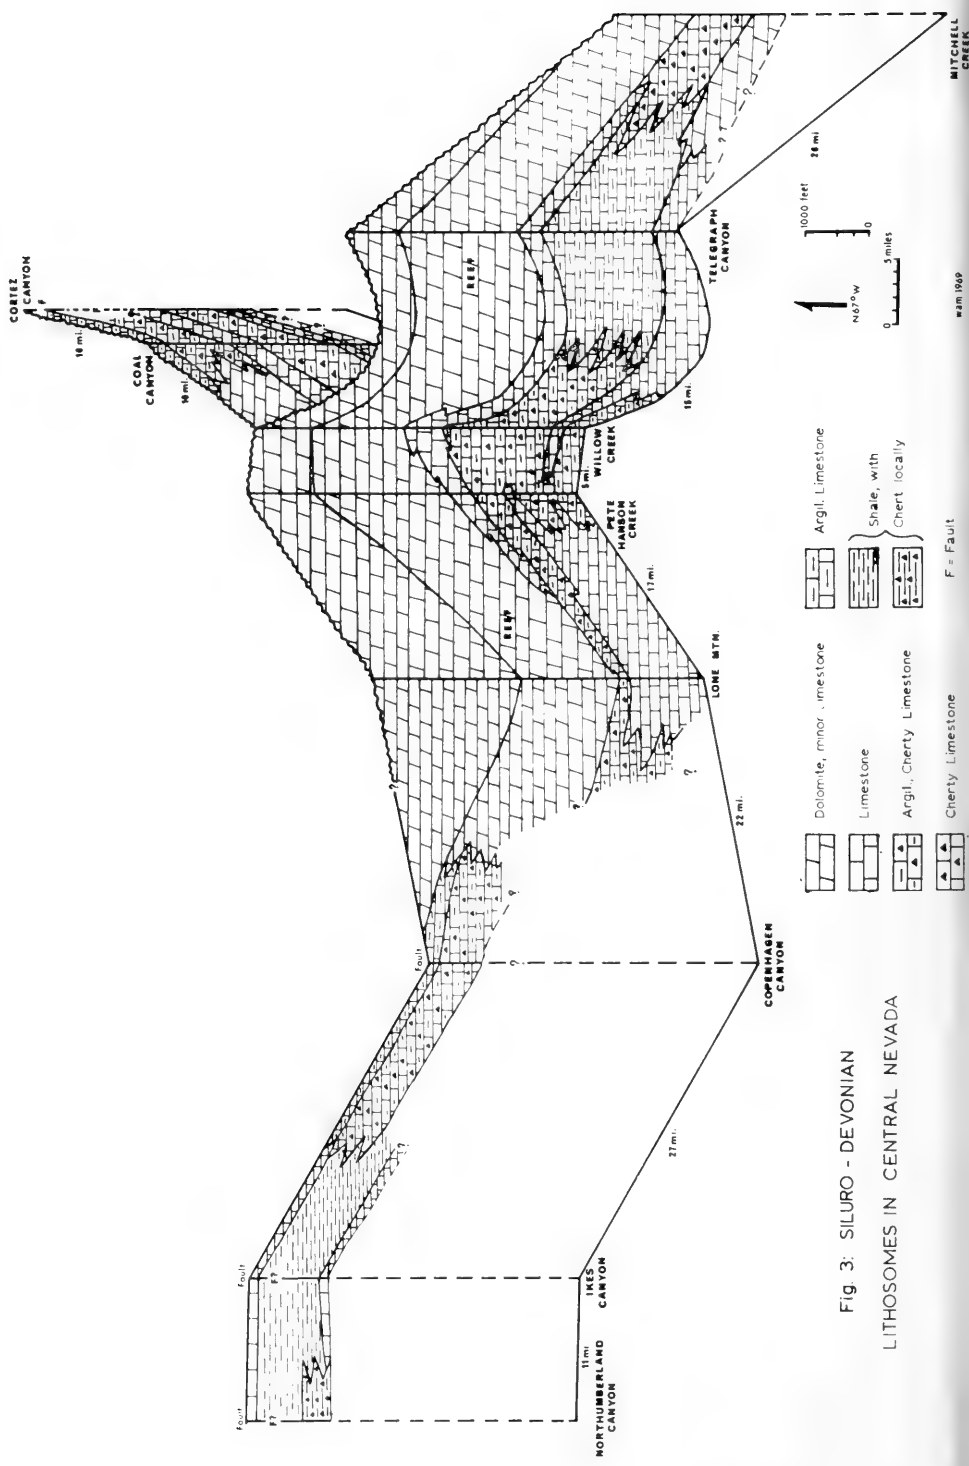 Fault
F?
NORTHUMBERLAND
CANYON
11 mi.
Fault
F?
IKES
CANYON
?
27 mi.
Fault
?
COPENHAGEN
CANYON
?
22 mi.
?
?
?
LONE MTN.
REEF
17 mi.
PETE
HANSON
CREEK
5 mi.
WILLOW
CREEK
15 mi.
REEF
TELEGRAPH
CANYON
26 mi
? ?
?
?
MITCHELL
CREEK
10 mi.
COAL
CANYON
10 mi.
CORTEZ
CANYON
F
?
?
Fig. 3: SILURO - DEVONIAN
LITHOSOMES IN CENTRAL NEVADA
Dolomite, minor Limestone
Limestone
Argil., Cherty Limestone
Cherty Limestone
Argil. Limestone
Shale, with
Chert locally
F = Fault
N67°W
1000 feet
0
0
5 miles
wam 1969